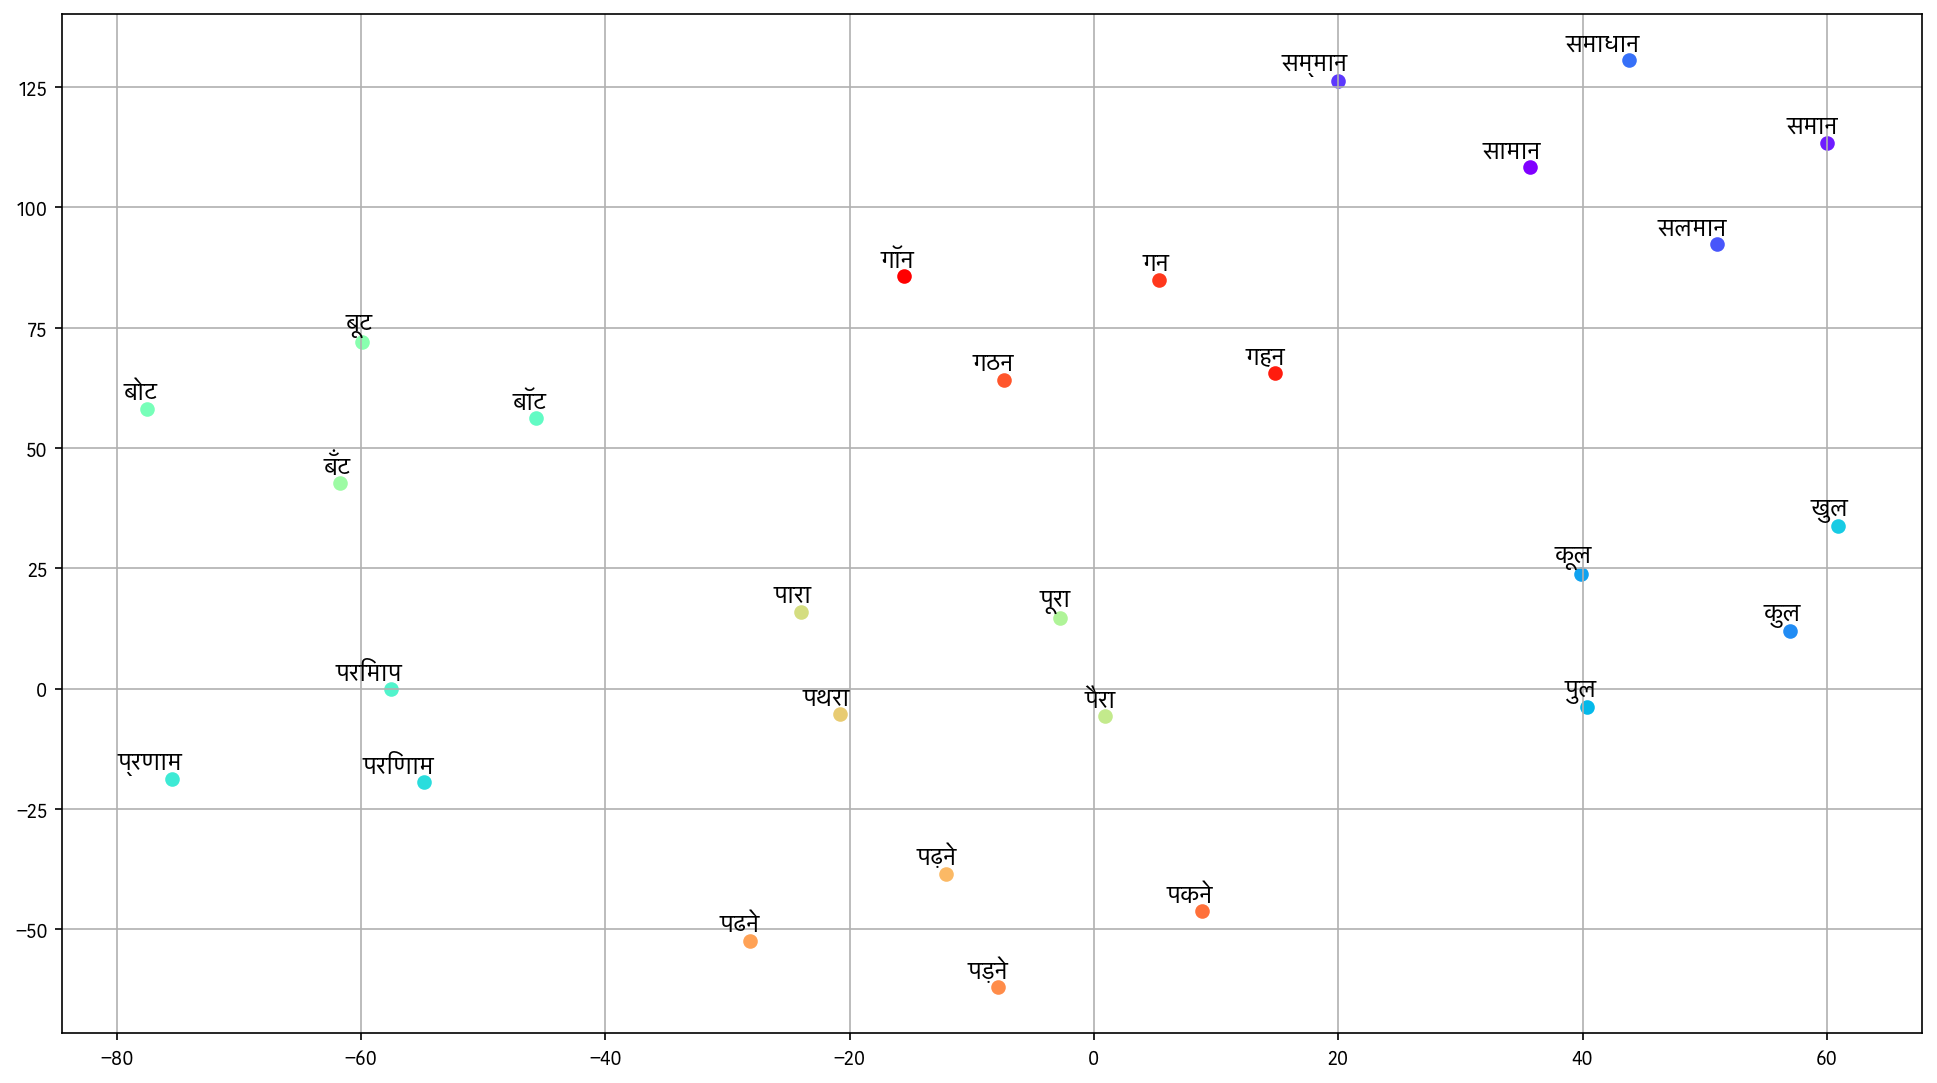 समाधान
सम्मान
125
समान
सामान
100
सलमान
गॉन
गन
बूट
75
गठन
गहन
बोट
बॉट
बँट
50
खुल
कूल
25
पारा
पूरा
कुल
परिमाप
पुल
0
पथरा
पैरा
प्रणाम
परिणाम
−25
पढ़ने
पकने
पढने
−50
पड़ने
−80 −60 −40 −20 0 20 40 60